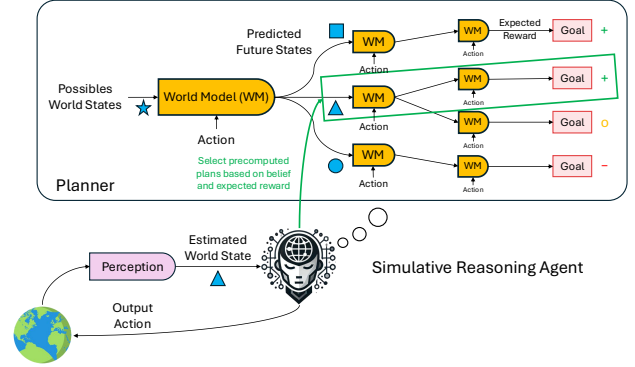 Expected
Reward
WM
Goal
+
Predicted
Future States
WM
Action
Action
Possibles
World States
World Model (WM)
WM
WM
Goal
+
Action
Action
Action
WM
Goal
o
Action
Select precomputed
plans based on belief
and expected reward
WM
WM
Goal
-
Action
Action
Planner
Perception
Estimated
World State
Simulative Reasoning Agent
Output
Action